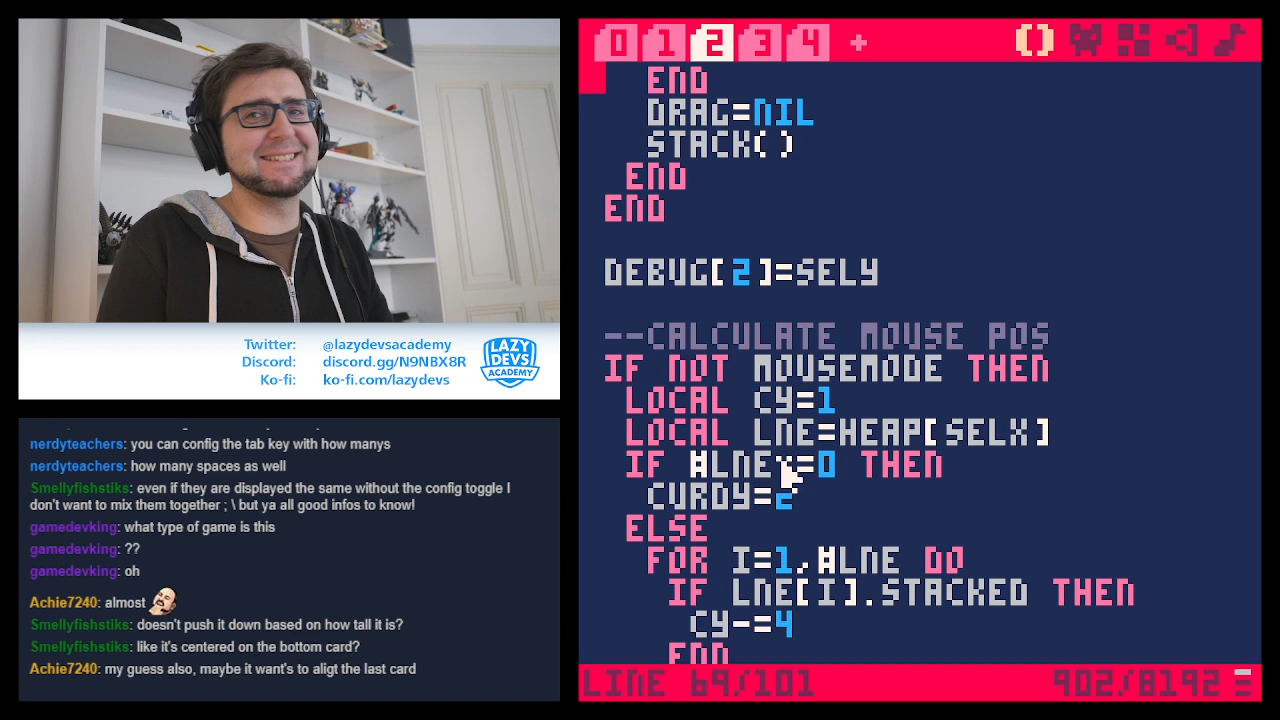 Twitter: @lazydevsacademy
Discord: discord.gg/N9NBX8R
Ko-fi: ko-fi.com/lazydevs
LAZY
DEVS
ACADEMY
nerdyteachers: you can config the tab key with how manys
nerdyteachers: how many spaces as well
Smellyfishstiks: even if they are displayed the same without the config toggle I
don't want to mix them together ; \ but ya all good infos to know!
gamedevking: what type of game is this
gamedevking: ??
gamedevking: oh
Achie7240: almost
Smellyfishstiks: doesn't push it down based on how tall it is?
Smellyfishstiks: like it's centered on the bottom card?
Achie7240: my guess also, maybe it want's to aligt the last card
0 1 2 3 4 +
END
DRAG=NIL
STACK()
END
END
DEBUG[2]=SELY
--CALCULATE MOUSE POS
IF NOT MOUSEMODE THEN
LOCAL CY=1
LOCAL LNE=HEAP[SELX]
IF #LNE =0 THEN
CURDY=2
ELSE
FOR I=1,#LNE DO
IF LNE[I].STACKED THEN
CY-=4
END
LINE 69/101 902/8192